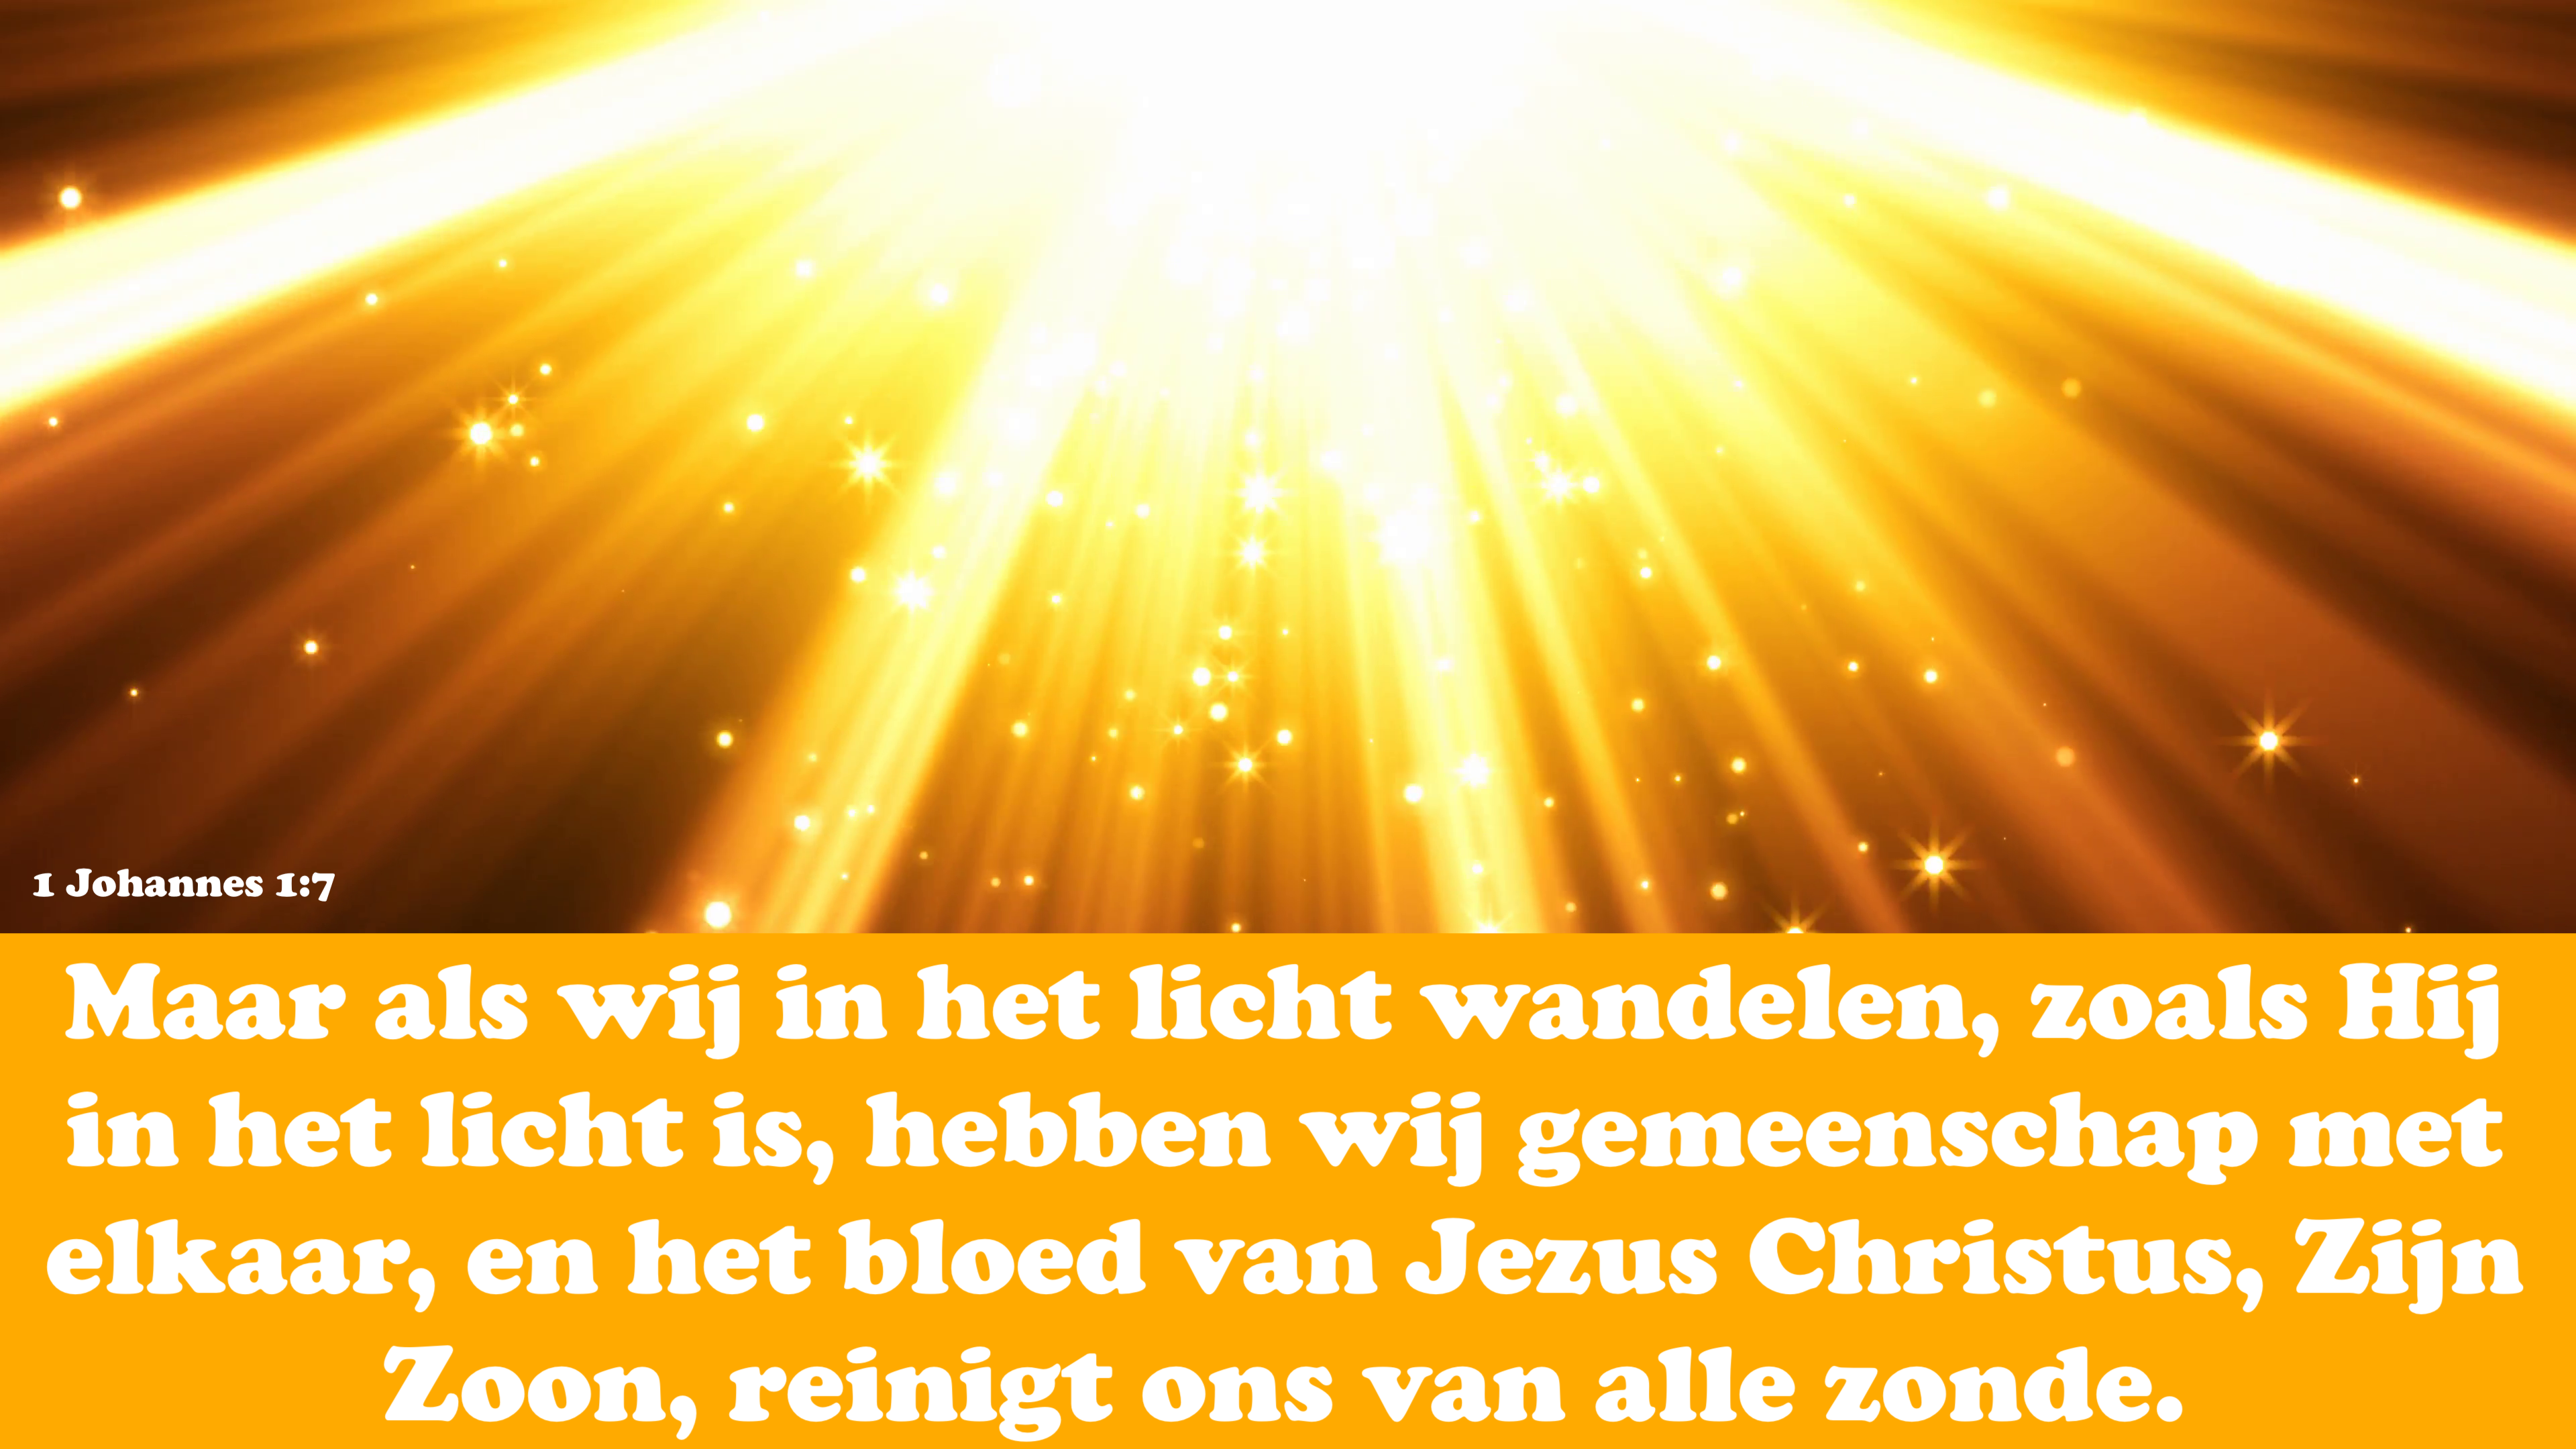 1 Johannes 1:7
Maar als wij in het licht wandelen, zoals Hij
in het licht is, hebben wij gemeenschap met
elkaar, en het bloed van Jezus Christus, Zijn
Zoon, reinigt ons van alle zonde.